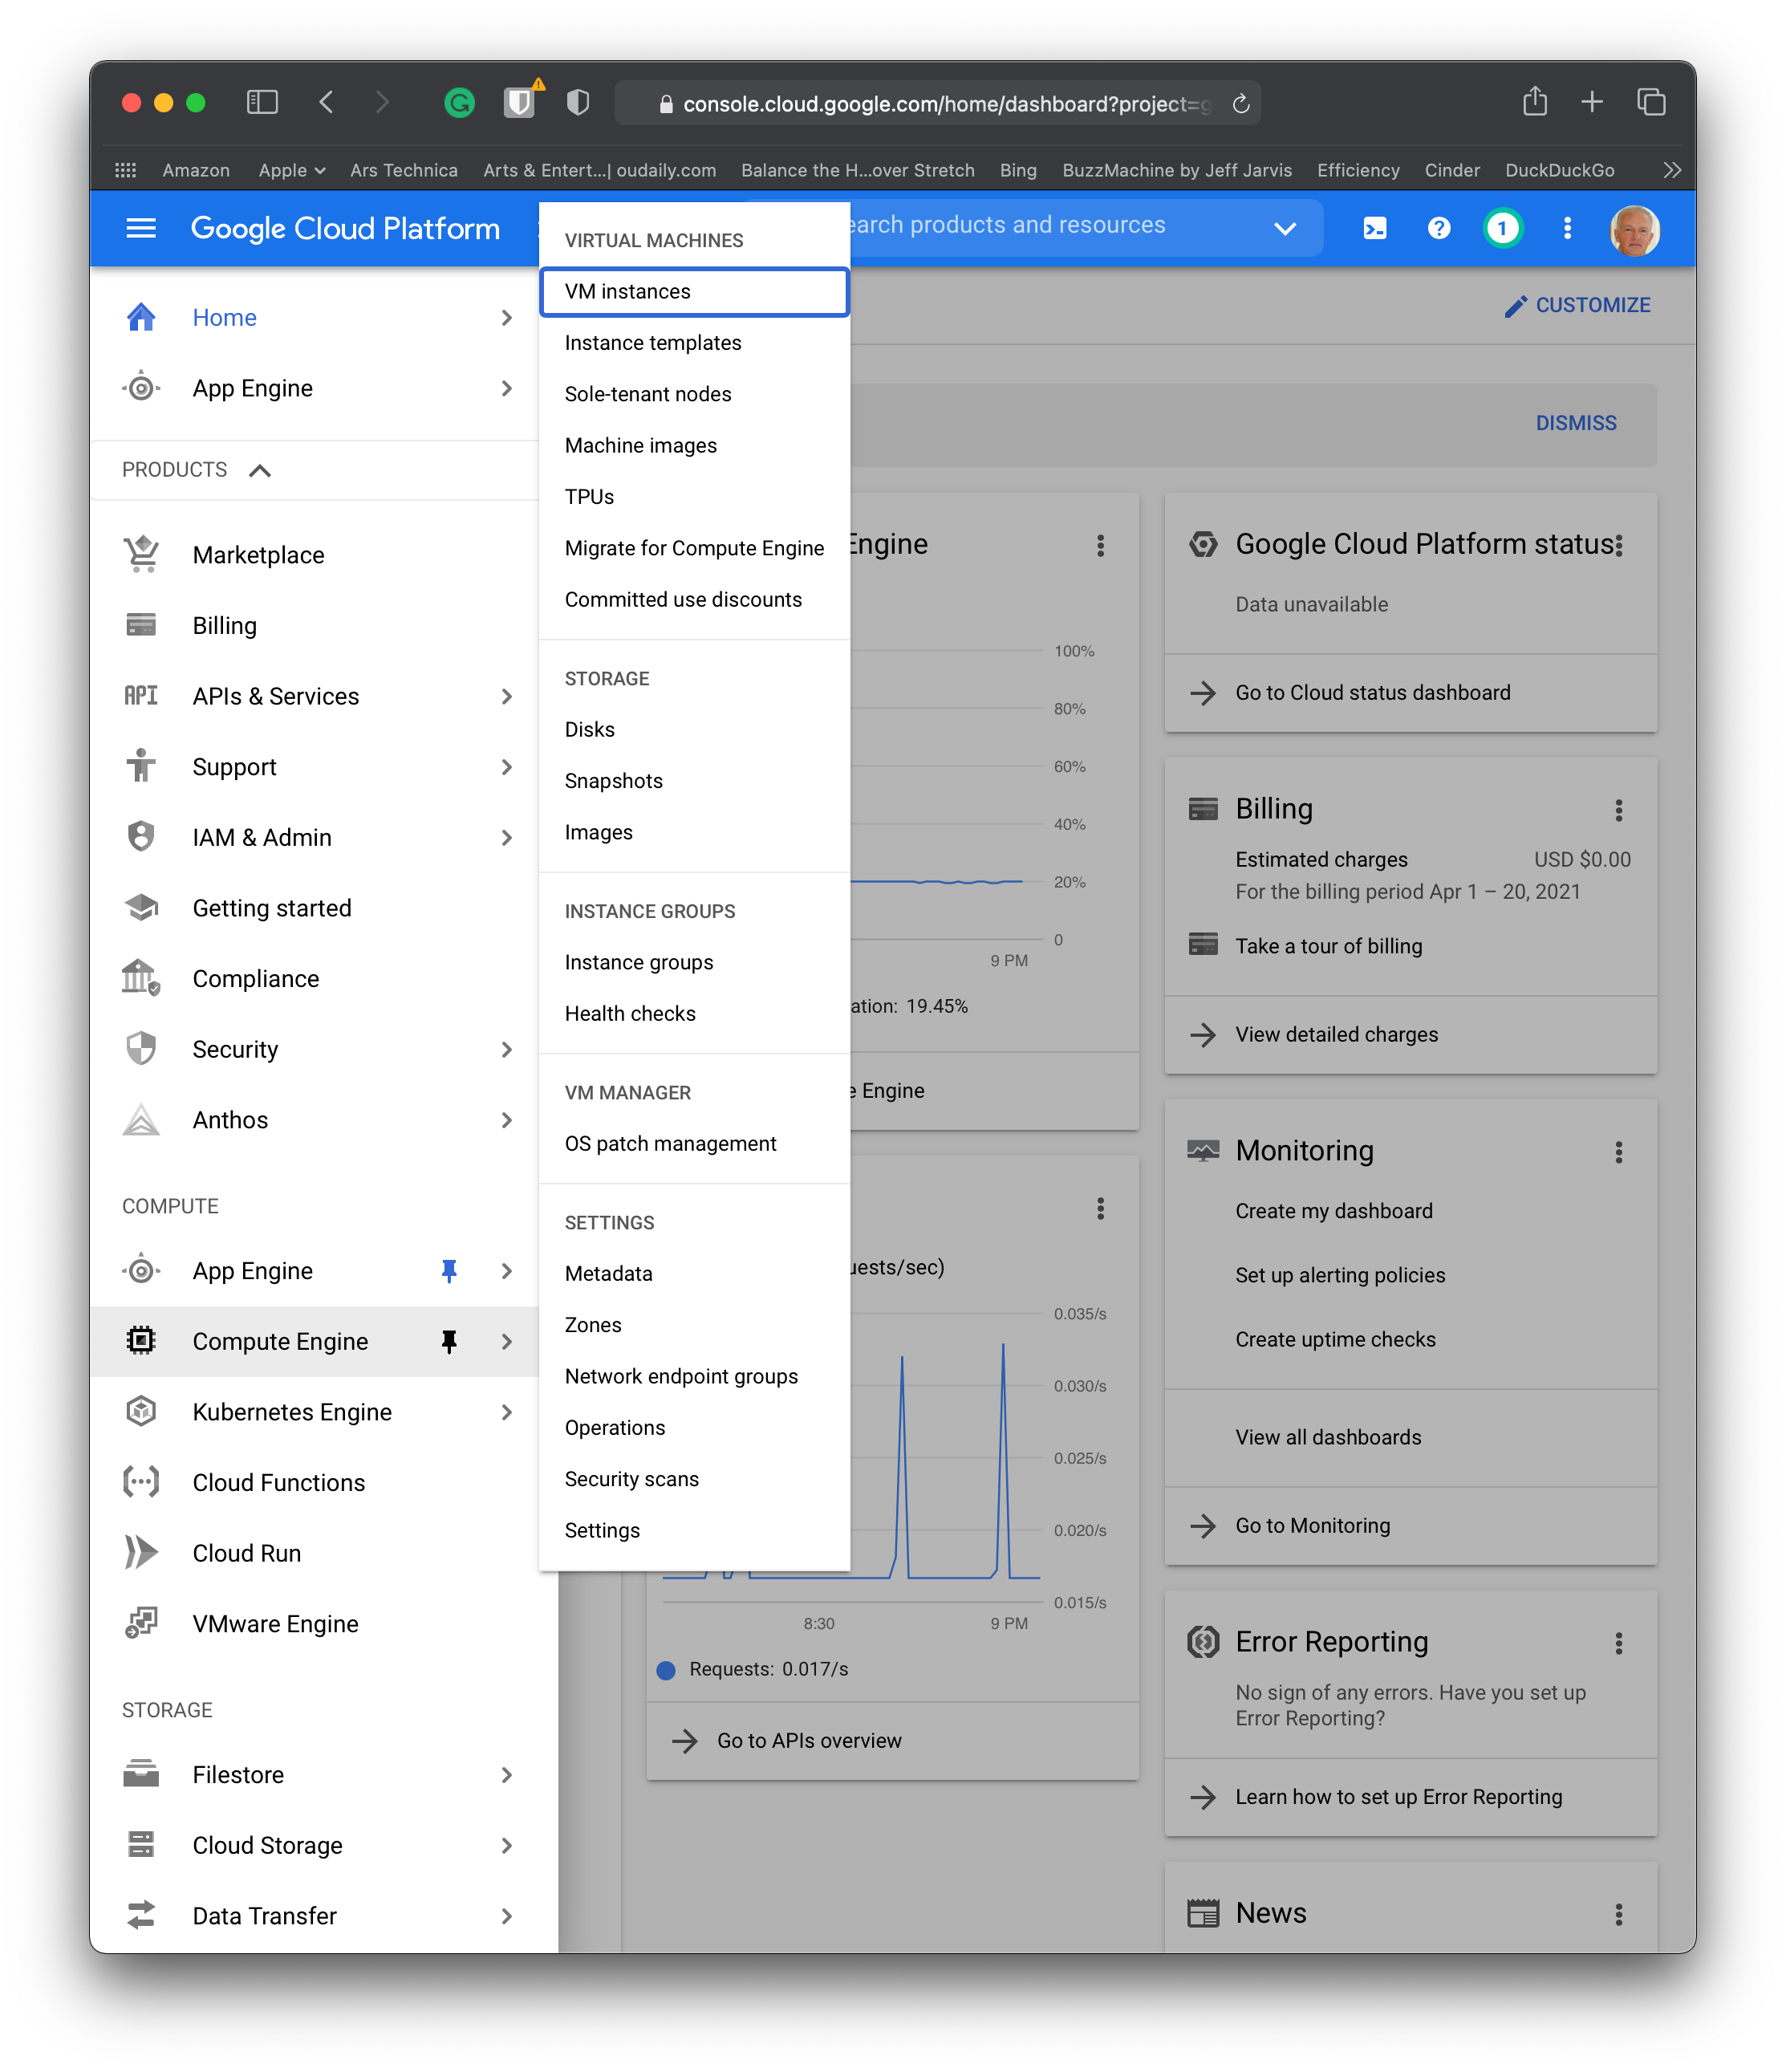 console.cloud.google.com/home/dashboard?project=g
Amazon
Apple
Ars Technica
Arts & Entert...| oudaily.com
Balance the H...over Stretch
Bing
BuzzMachine by Jeff Jarvis
Efficiency
Cinder
DuckDuckGo
Google Cloud Platform
earch products and resources
1
Home
App Engine
PRODUCTS
Marketplace
Billing
API
APIs & Services
Support
IAM & Admin
Getting started
Compliance
Security
Anthos
COMPUTE
App Engine
Compute Engine
Kubernetes Engine
Cloud Functions
Cloud Run
VMware Engine
STORAGE
Filestore
Cloud Storage
Data Transfer
VIRTUAL MACHINES
VM instances
Instance templates
Sole-tenant nodes
Machine images
TPUs
Migrate for Compute Engine
Committed use discounts
STORAGE
Disks
Snapshots
Images
INSTANCE GROUPS
Instance groups
Health checks
VM MANAGER
OS patch management
SETTINGS
Metadata
Zones
Network endpoint groups
Operations
Security scans
Settings
CUSTOMIZE
DISMISS
Engine
100%
80%
60%
40%
20%
0
9 PM
ation: 19.45%
e Engine
uests/sec)
0.035/s
0.030/s
0.025/s
0.020/s
0.015/s
8:30
9 PM
Requests: 0.017/s
Go to APIs overview
Google Cloud Platform status
Data unavailable
Go to Cloud status dashboard
Billing
Estimated charges
USD $0.00
For the billing period Apr 1 – 20, 2021
Take a tour of billing
View detailed charges
Monitoring
Create my dashboard
Set up alerting policies
Create uptime checks
View all dashboards
Go to Monitoring
Error Reporting
No sign of any errors. Have you set up
Error Reporting?
Learn how to set up Error Reporting
News